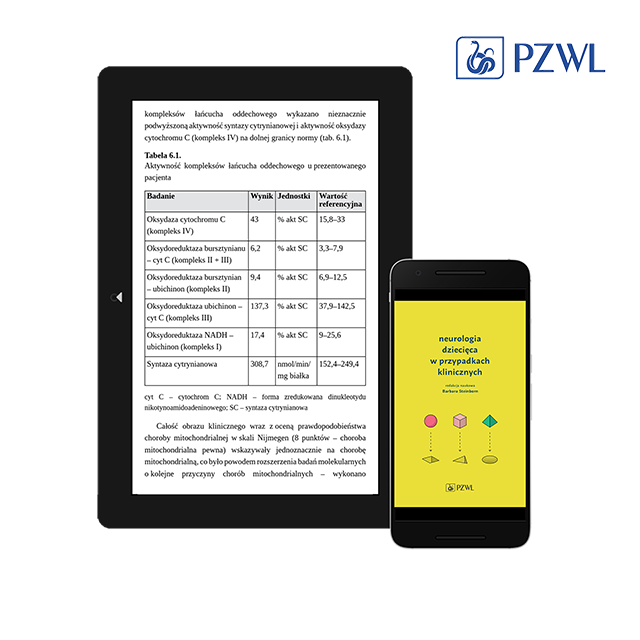 PZWL
kompleksów łańcucha oddechowego wykazano nieznacznie
podwyższoną aktywność syntazy cytrynianowej i aktywność oksydazy
cytochromu C (kompleks IV) na dolnej granicy normy (tab. 6.1).
Tabela 6.1.
Aktywność kompleksów łańcucha oddechowego u prezentowanego
pacjenta
Badanie Wynik Jednostki Wartość
referencyjna
Oksydaza cytochromu C 43 % akt SC 15,8–33
(kompleks IV)
Oksydoreduktaza bursztynianu 6,2 % akt SC 3,3–7,9
– cyt C (kompleks II + III)
Oksydoreduktaza bursztynian 9,4 % akt SC 6,9–12,5
– ubichinon (kompleks II)
Oksydoreduktaza ubichinon – 137,3 % akt SC 37,9–142,5
cyt C (kompleks III)
Oksydoreduktaza NADH – 17,4 % akt SC 9–25,6
ubichinon (kompleks I)
Syntaza cytrynianowa 308,7 nmol/min/ 152,4–249,4
mg białka
cyt C – cytochrom C; NADH – forma zredukowana dinukleotydu
nikotynoamidoadeninowego; SC – syntaza cytrynianowa
Całość obrazu klinicznego wraz z oceną prawdopodobieństwa
choroby mitochondrialnej w skali Nijmegen (8 punktów – choroba
mitochondrialna pewna) wskazywały jednoznacznie na chorobę
mitochondrialną, co było powodem rozszerzenia badań molekularnych
o kolejne przyczyny chorób mitochondrialnych – wykonano
neurologia
dziecięca
w przypadkach
klinicznych
redakcja naukowa
Barbara Steinborn
PZWL